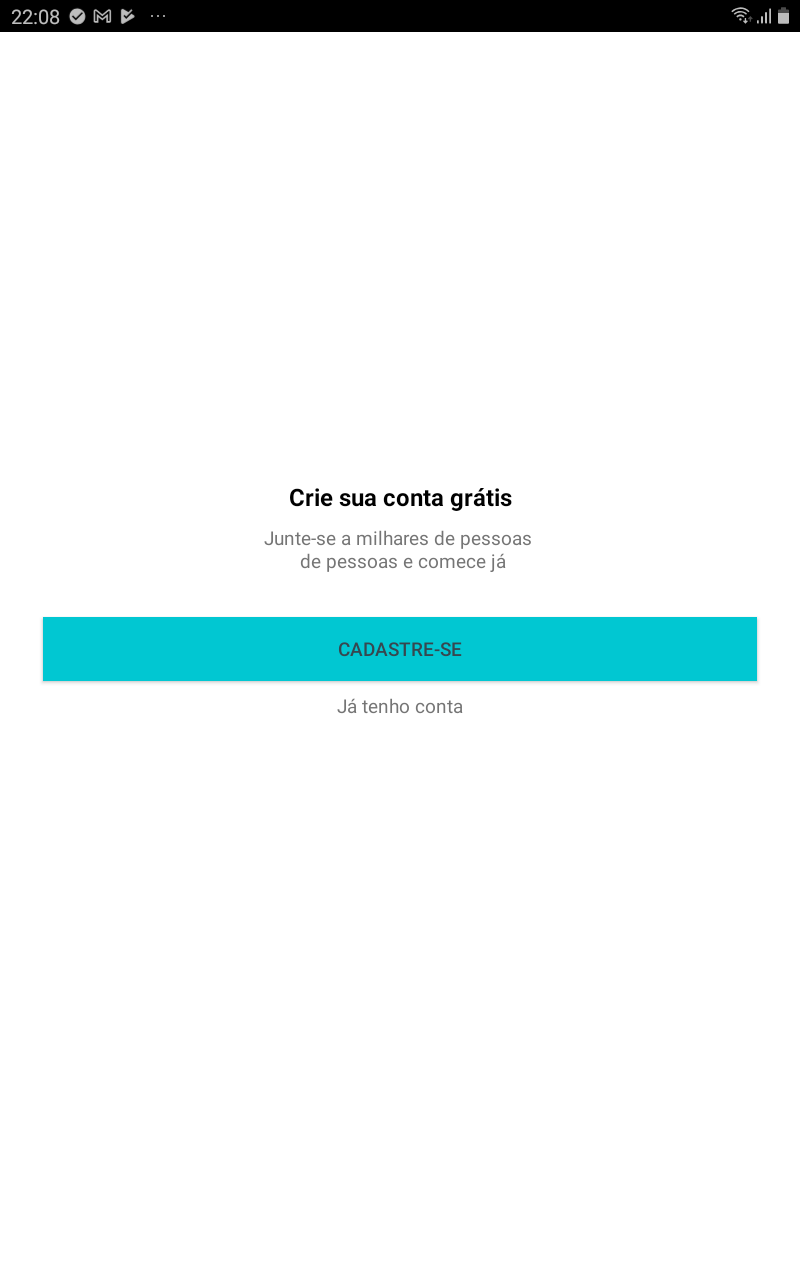 22:08
Crie sua conta grátis
Junte-se a milhares de pessoas
de pessoas e comece já
CADASTRE-SE
Já tenho conta